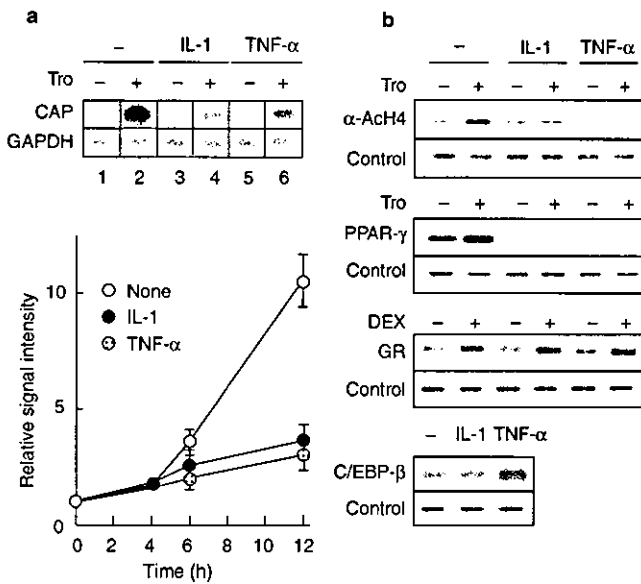 a
– IL-1 TNF-α
Tro – + – + – +
CAP
GAPDH
1 2 3 4 5 6
Relative signal intensity
10
5
0
None
IL-1
TNF-α
0 2 4 6 8 10 12
Time (h)
b
– IL-1 TNF-α
Tro – + – + – +
α-AcH4
Control
Tro – + – + – +
PPAR-γ
Control
DEX – + – + – +
GR
Control
– IL-1 TNF-α
C/EBP-β
Control